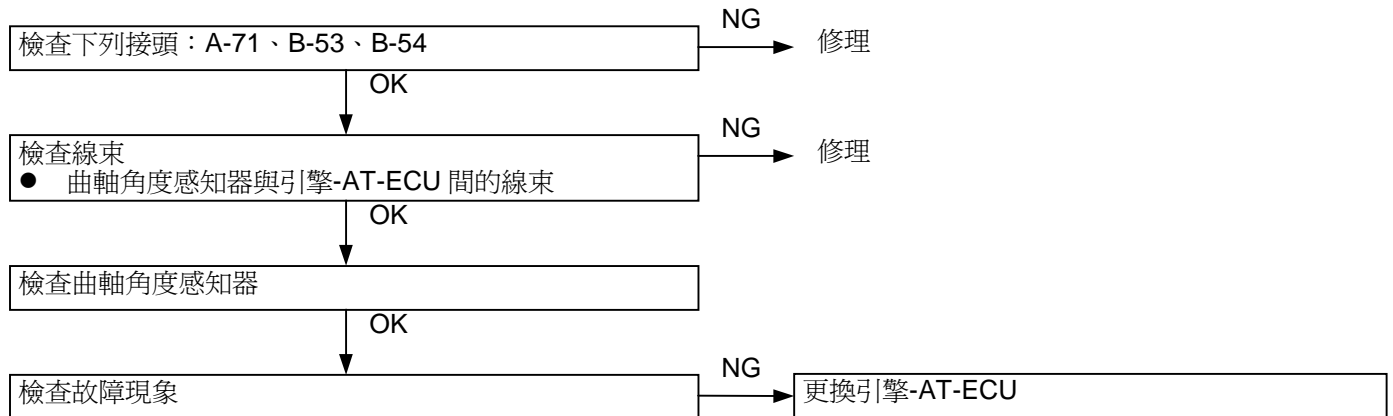 檢查下列接頭：A-71、B-53、B-54
NG
修理
OK
檢查線束
● 曲軸角度感知器與引擎-AT-ECU 間的線束
NG
修理
OK
檢查曲軸角度感知器
OK
檢查故障現象
NG
更換引擎-AT-ECU